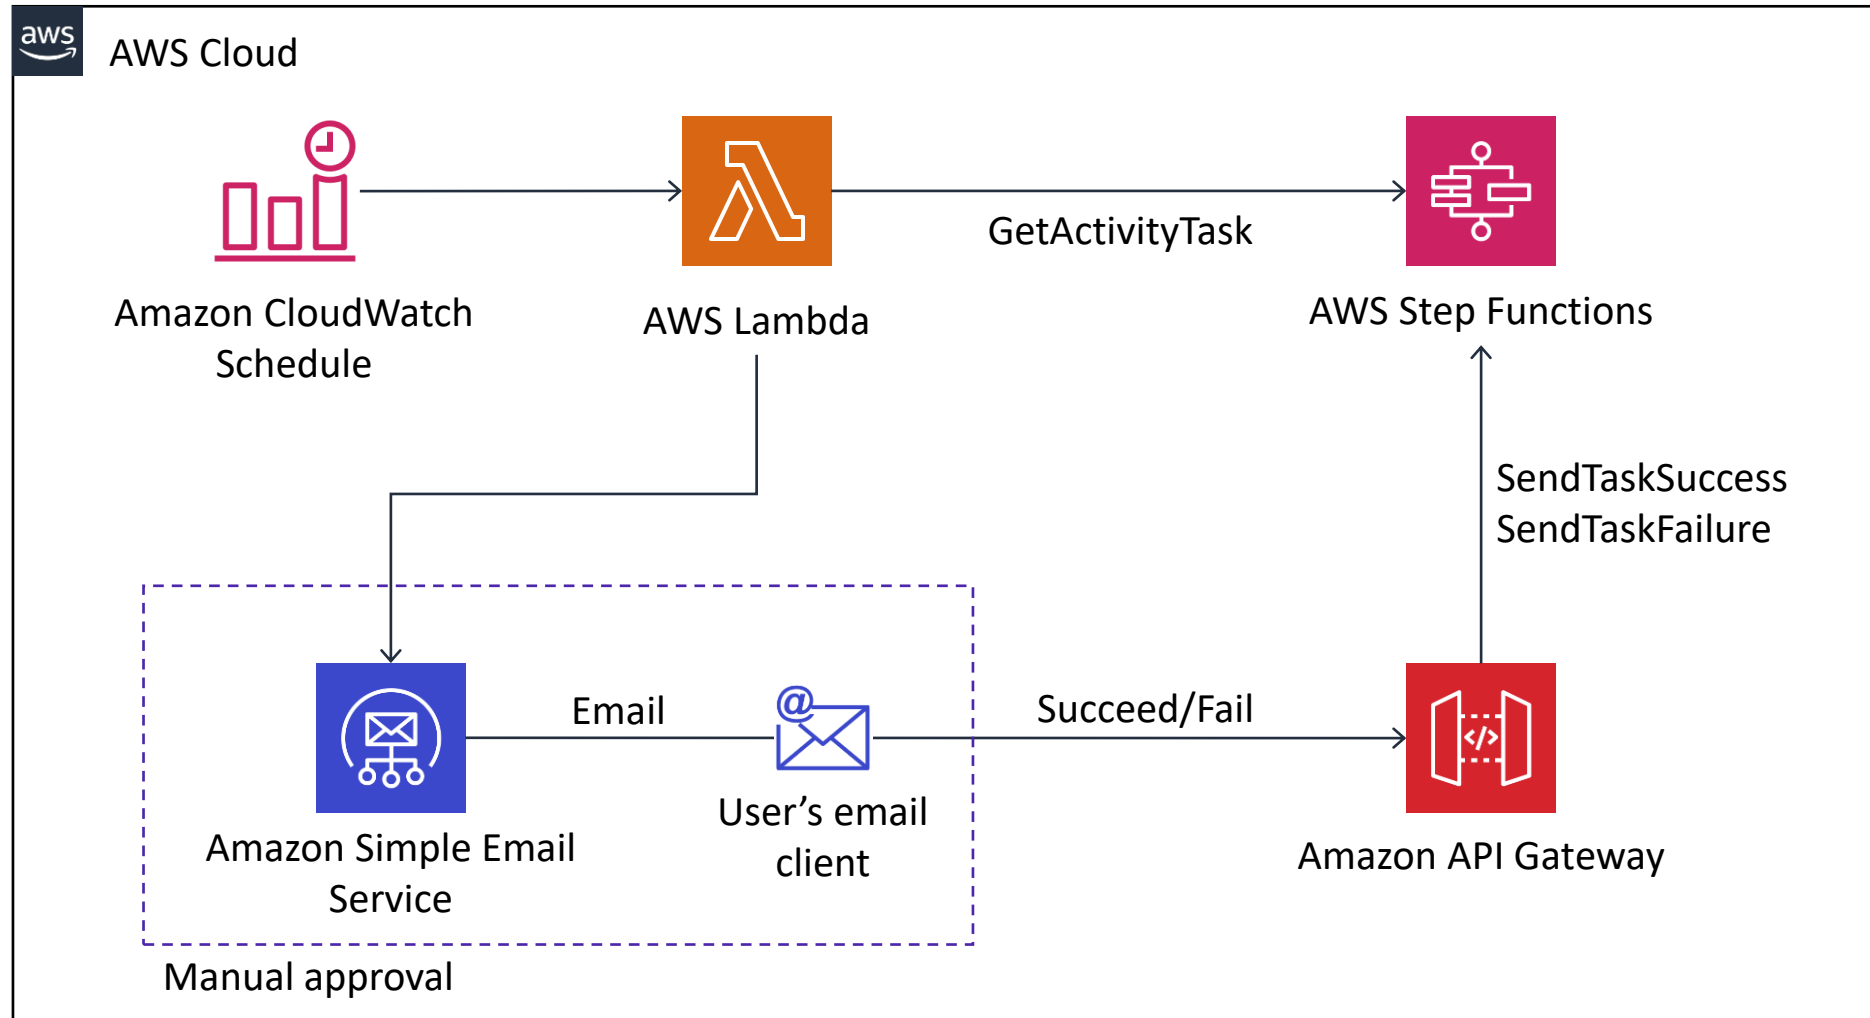 aws
AWS Cloud
GetActivityTask
Amazon CloudWatch
Schedule
AWS Lambda
AWS Step Functions
SendTaskSuccess
SendTaskFailure
Email
@
Succeed/Fail
</>
User’s email
client
Amazon Simple Email
Service
Amazon API Gateway
Manual approval